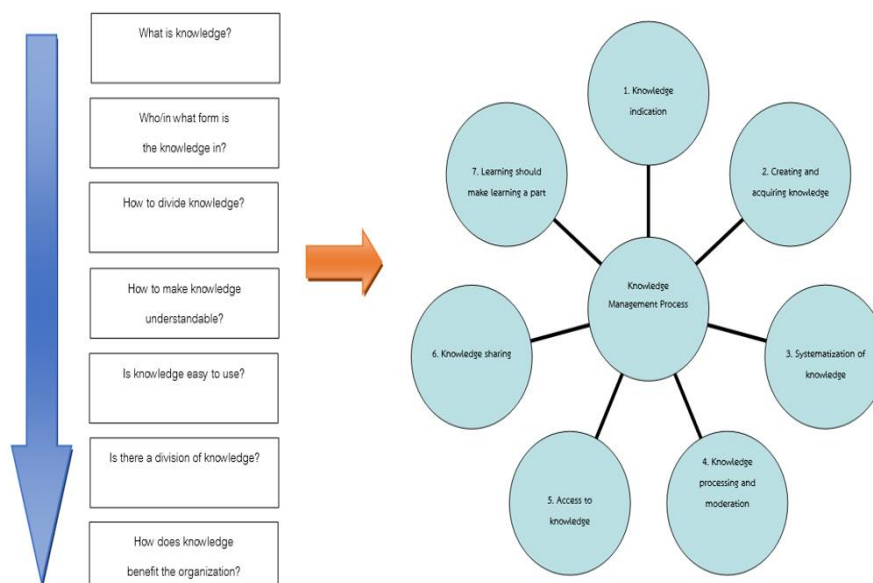 What is knowledge?
Who/in what form is
the knowledge in?
How to divide knowledge?
How to make knowledge
understandable?
Is knowledge easy to use?
Is there a division of knowledge?
How does knowledge
benefit the organization?
1. Knowledge
indication
2. Creating and
acquiring knowledge
3. Systematization of
knowledge
4. Knowledge
processing and
moderation
5. Access to
knowledge
6. Knowledge sharing
7. Learning should
make learning a part
Knowledge
Management Process